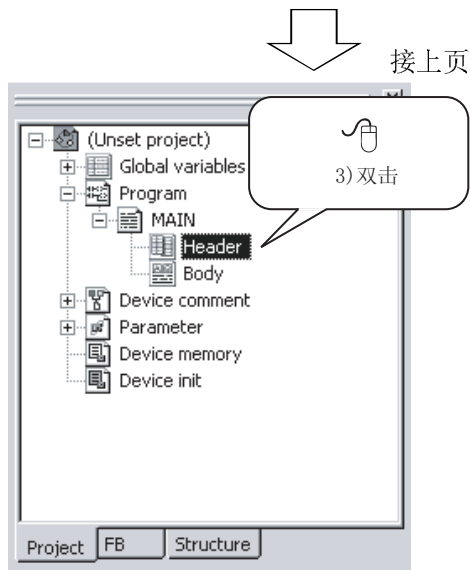 接上页
(Unset project)
Global variables
3)双击
Program
MAIN
Header
Body
Device comment
Parameter
Device memory
Device init
Project
FB
Structure